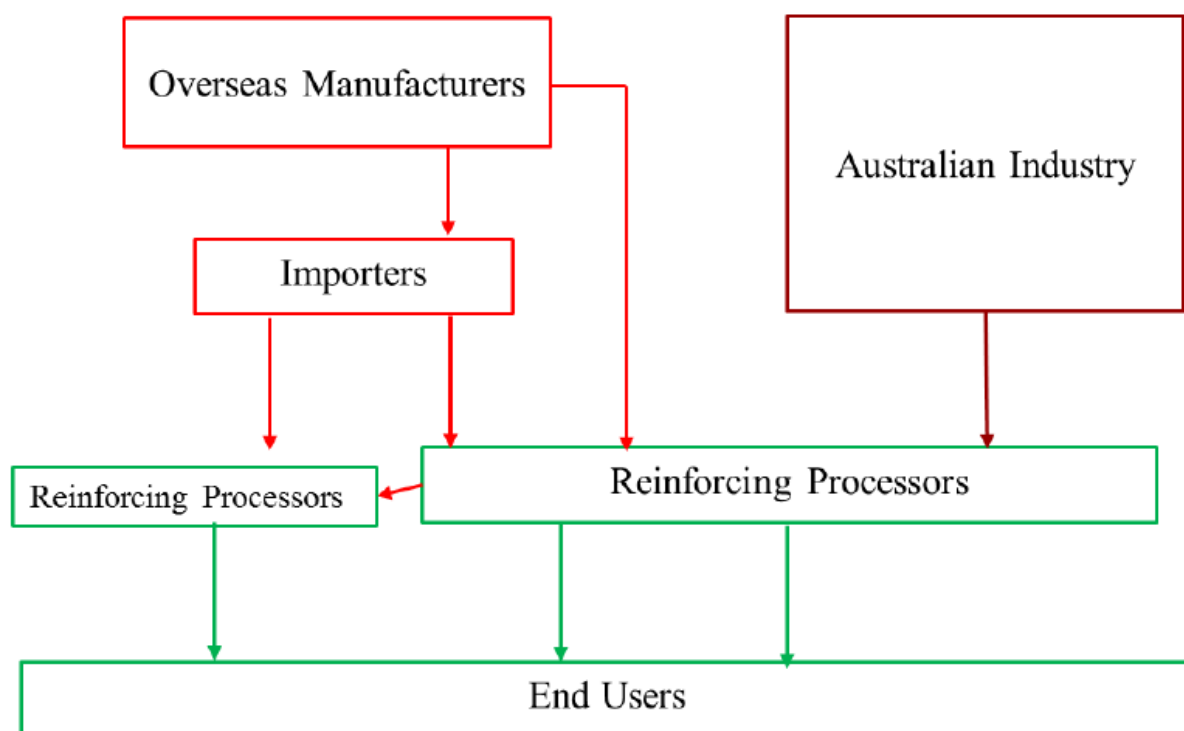 Overseas Manufacturers
Australian Industry
Importers
Reinforcing Processors
Reinforcing Processors
End Users